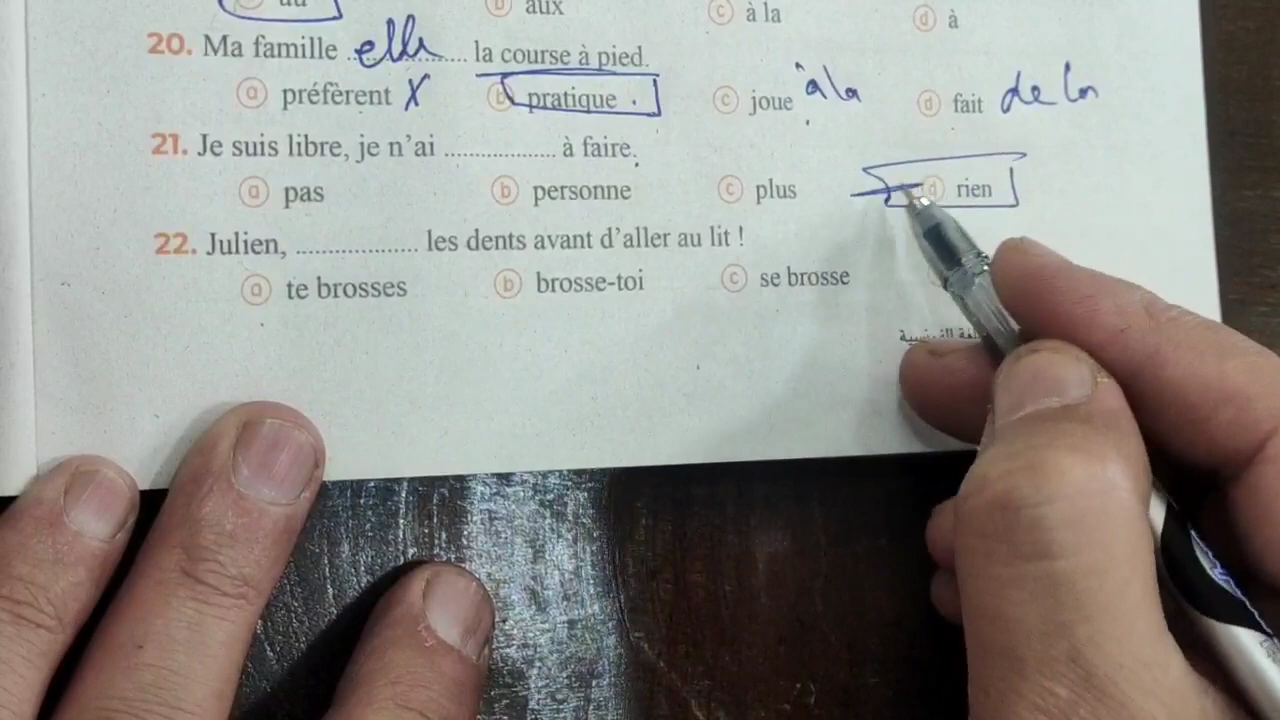 ⓑ aux ⓒ à la ⓓ à
20. Ma famille elle la course à pied.
ⓐ préfèrent X ⓑ pratique. ⓒ joue à la ⓓ fait de la
21. Je suis libre, je n'ai .................. à faire.
ⓐ pas ⓑ personne ⓒ plus ⓓ rien
22. Julien, .................. les dents avant d'aller au lit !
ⓐ te brosses ⓑ brosse-toi ⓒ se brosse